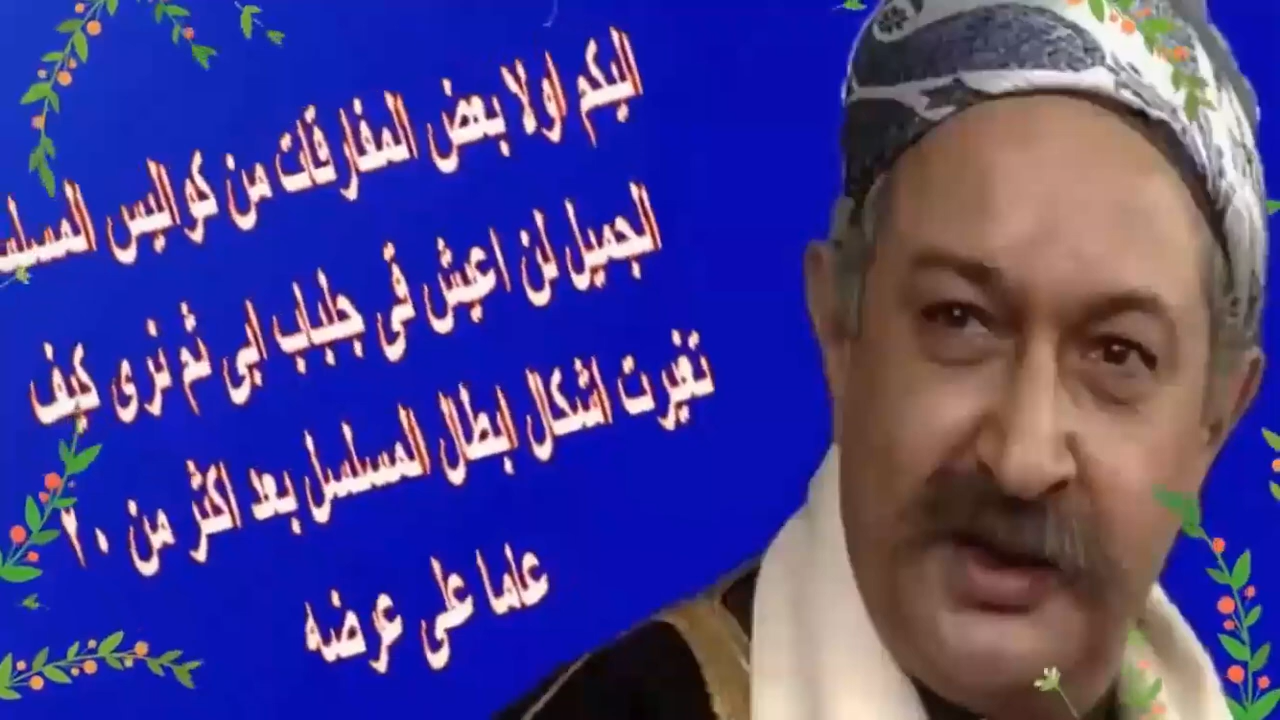 اليكم اولا بعض المفارقات من كواليس المسلسل
الجميل لن اعيش فى جلباب ابى ثم نرى كيف
تغيرت اشكال ابطال المسلسل بعد اكثر من ٢٠
عاما على عرضه